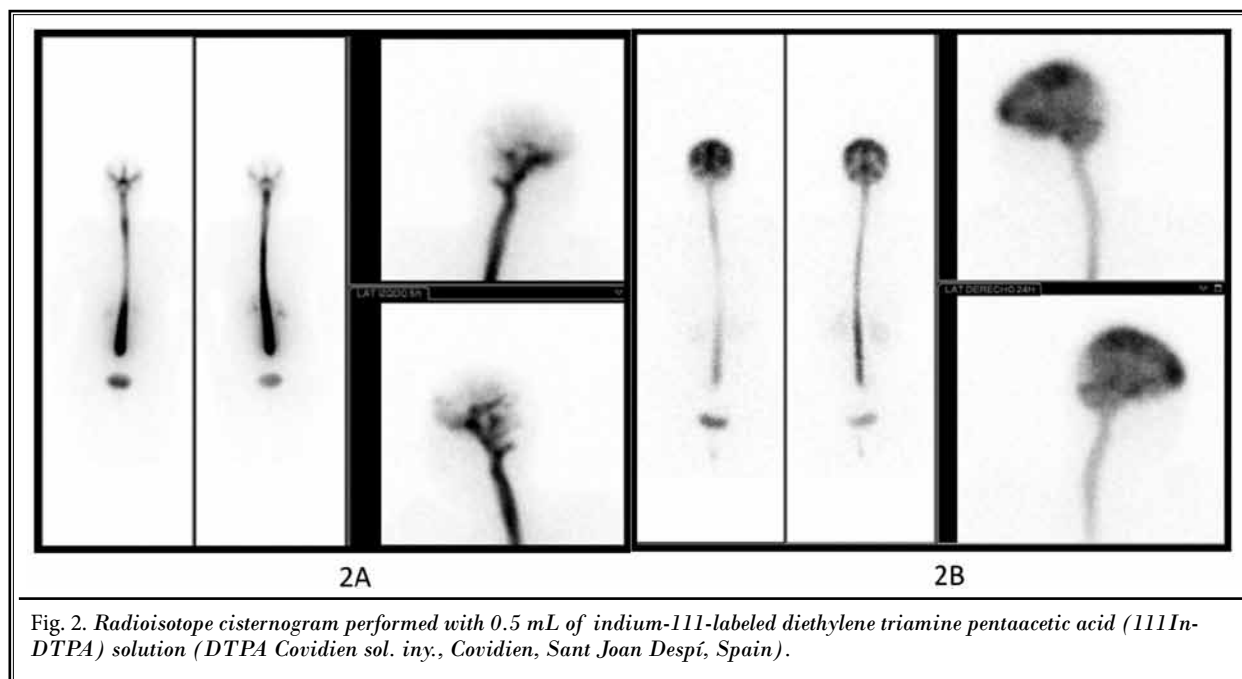 LAT IZQDO 5H
LAT DERECHO 24H
2A
2B
Fig. 2. Radioisotope cisternogram performed with 0.5 mL of indium-111-labeled diethylene triamine pentaacetic acid (111In-
DTPA) solution (DTPA Covidien sol. iny., Covidien, Sant Joan Despí, Spain).